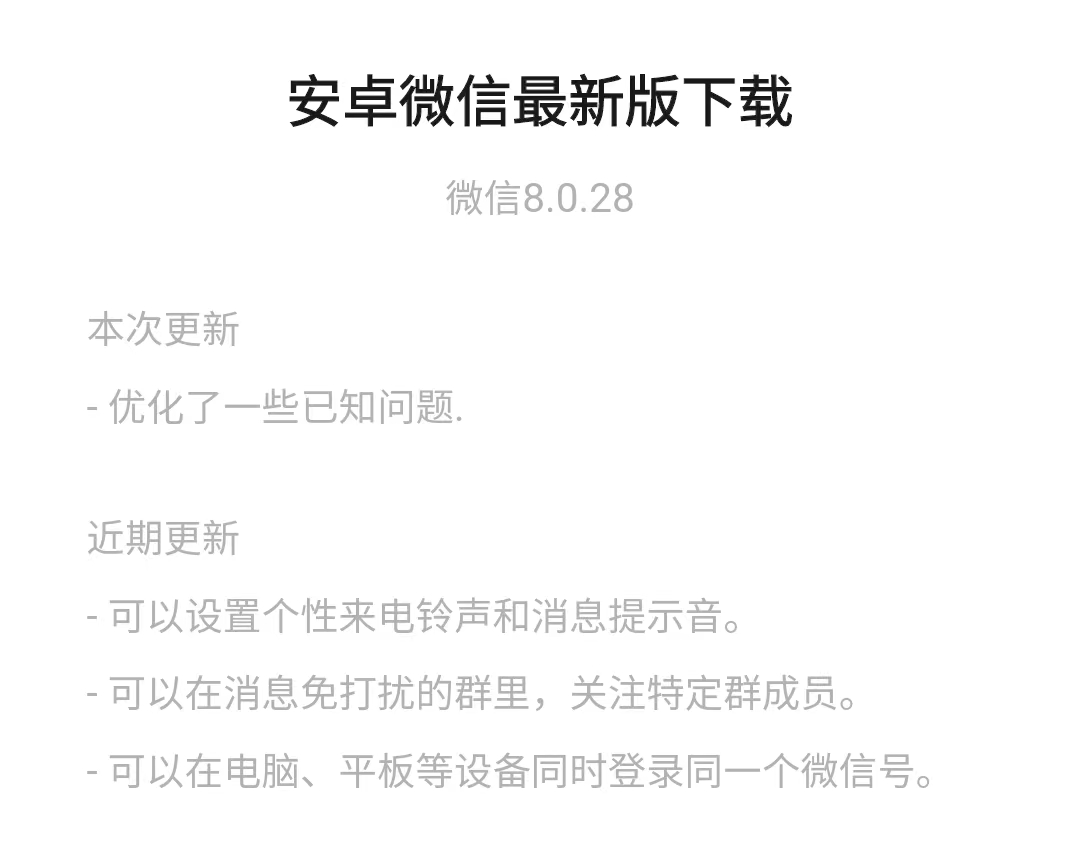 安卓微信最新版下载
微信8.0.28
本次更新
- 优化了一些已知问题.
近期更新
- 可以设置个性来电铃声和消息提示音。
- 可以在消息免打扰的群里，关注特定群成员。
- 可以在电脑、平板等设备同时登录同一个微信号。